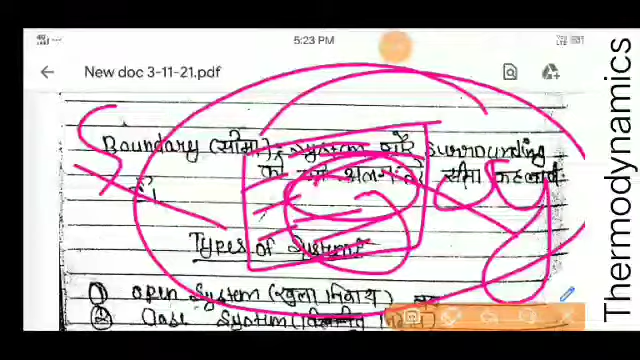 5:23 PM
New doc 3-11-21.pdf
Boundary (सीमा) : System और Surrounding
को जो अलग करे सीमा कहलाती
है।
Types of System
① open System (खुला निकाय)
② Close System (
Thermodynamics